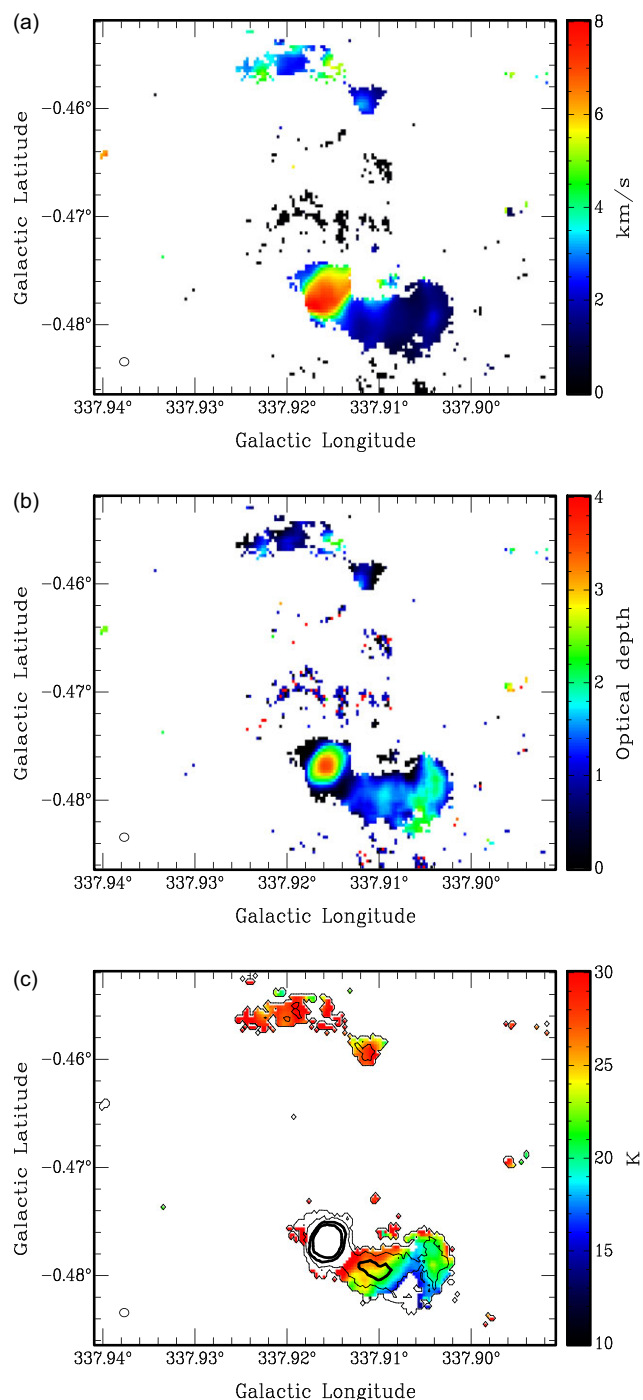 (a)
8
6
4
2
0
km/s
−0.46°
−0.47°
−0.48°
Galactic Latitude
337.94° 337.93° 337.92° 337.91° 337.90°
Galactic Longitude
(b)
4
3
2
1
0
Optical depth
−0.46°
−0.47°
−0.48°
Galactic Latitude
337.94° 337.93° 337.92° 337.91° 337.90°
Galactic Longitude
(c)
30
25
20
15
10
K
−0.46°
−0.47°
−0.48°
Galactic Latitude
337.94° 337.93° 337.92° 337.91° 337.90°
Galactic Longitude